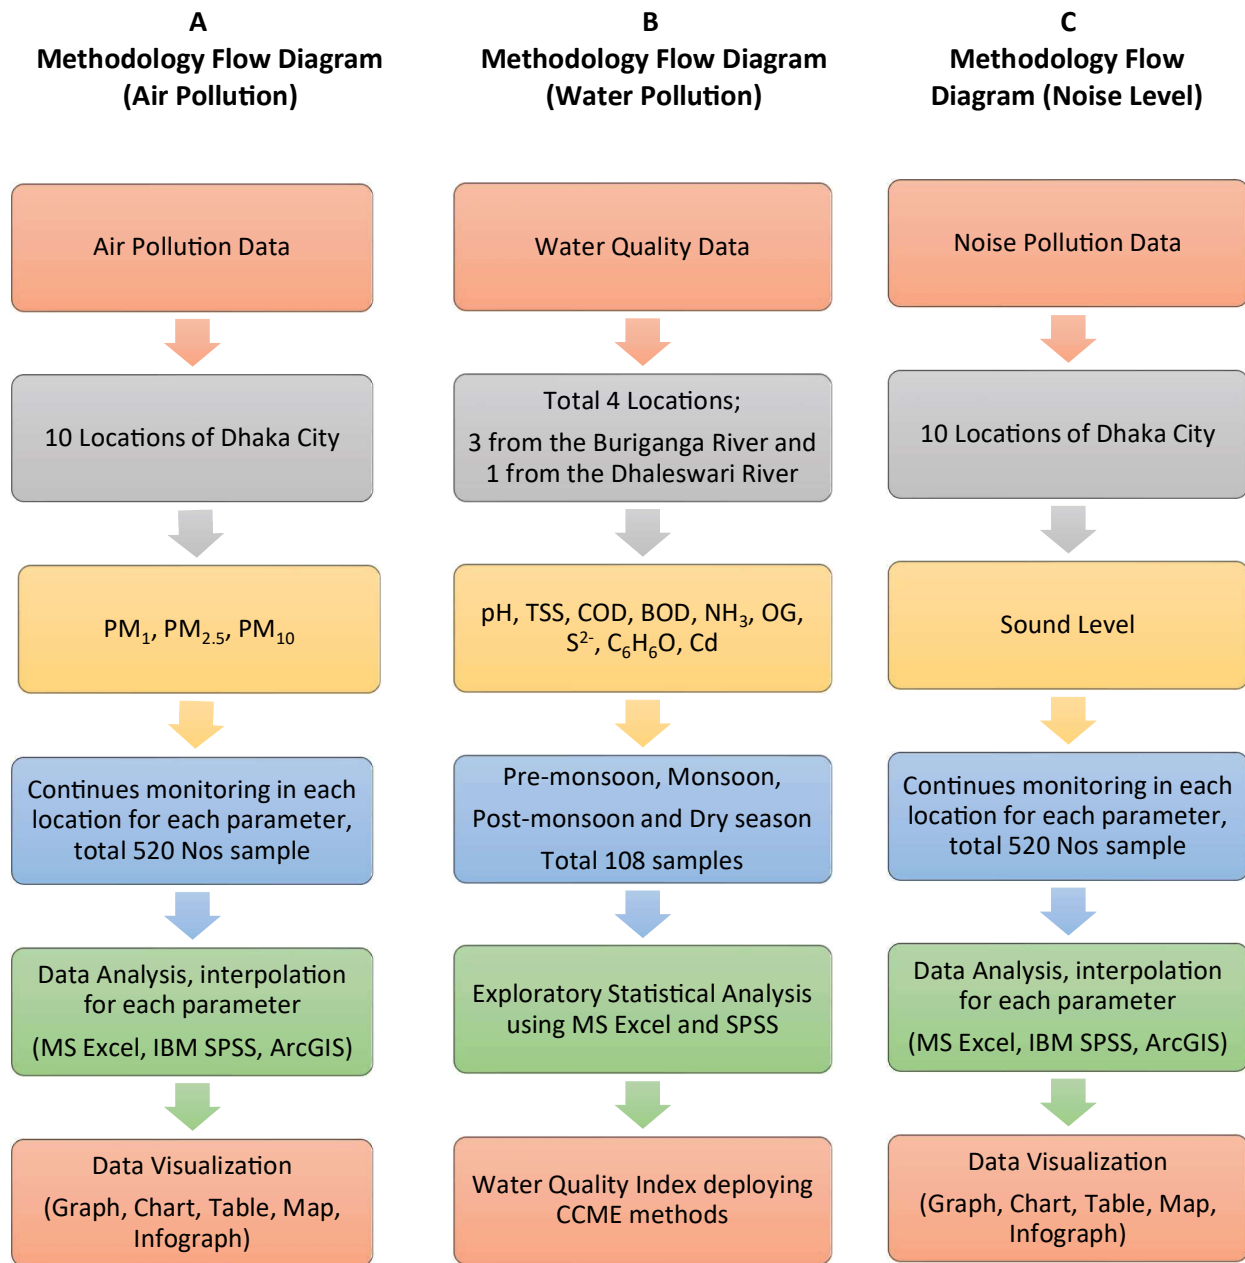 A
Methodology Flow Diagram
(Air Pollution)
Air Pollution Data
10 Locations of Dhaka City
PM₁, PM₂.₅, PM₁₀
Continues monitoring in each
location for each parameter,
total 520 Nos sample
Data Analysis, interpolation
for each parameter
(MS Excel, IBM SPSS, ArcGIS)
Data Visualization
(Graph, Chart, Table, Map,
Infograph)
B
Methodology Flow Diagram
(Water Pollution)
Water Quality Data
Total 4 Locations;
3 from the Buriganga River and
1 from the Dhaleswari River
pH, TSS, COD, BOD, NH₃, OG,
S²⁻, C₆H₆O, Cd
Pre-monsoon, Monsoon,
Post-monsoon and Dry season
Total 108 samples
Exploratory Statistical Analysis
using MS Excel and SPSS
Water Quality Index deploying
CCME methods
C
Methodology Flow
Diagram (Noise Level)
Noise Pollution Data
10 Locations of Dhaka City
Sound Level
Continues monitoring in each
location for each parameter,
total 520 Nos sample
Data Analysis, interpolation
for each parameter
(MS Excel, IBM SPSS, ArcGIS)
Data Visualization
(Graph, Chart, Table, Map,
Infograph)